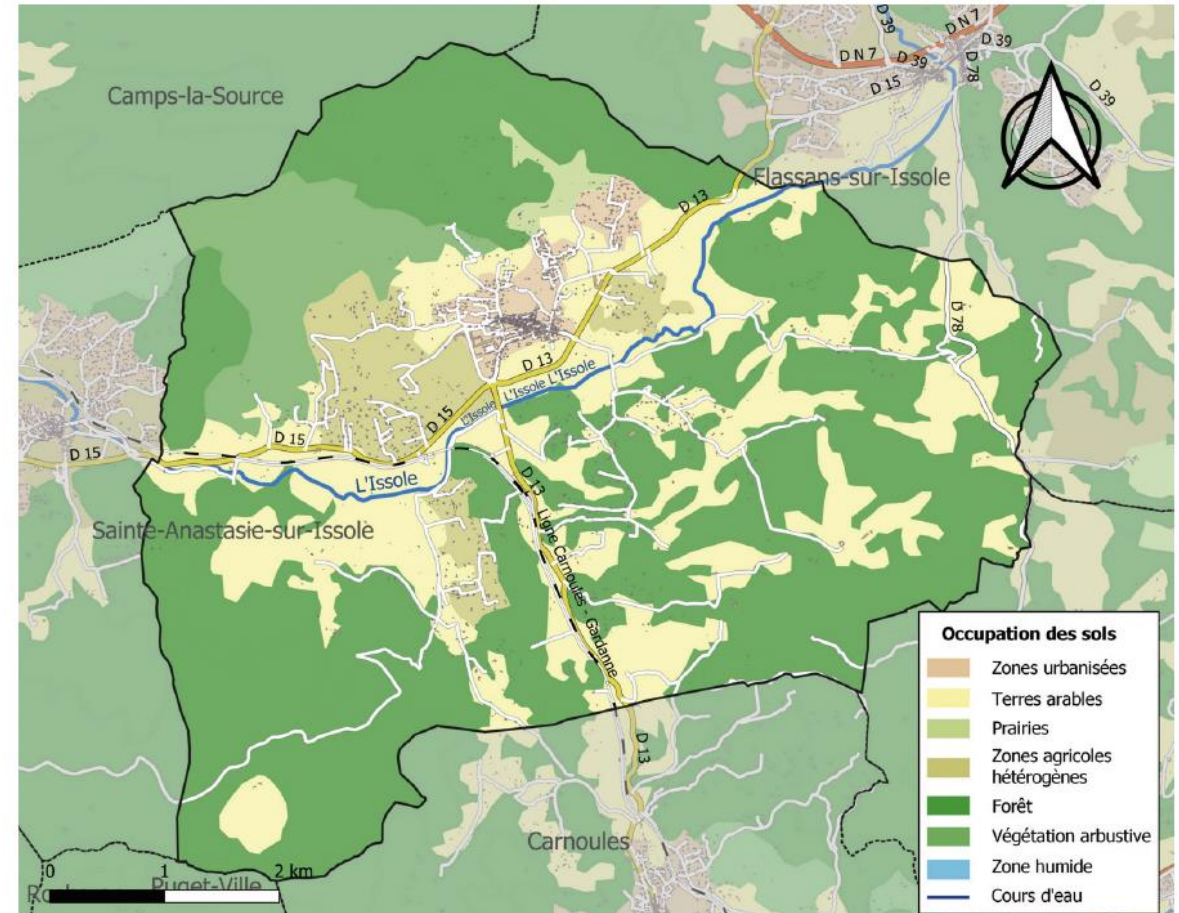 D 39
D N 7
D N 7
D 39
D 39
D 78
D 15
D 39
Camps-la-Source
Flassans-sur-Issole
D 13
D 78
D 13
L'Issole
L'Issole
L'Issole
D 15
D 15
D 15
L'Issole
D 13
Sainte-Anastasie-sur-Issole
Ligne Carnoules - Gardanne
D 13
Carnoules
Puget-Ville
0
1
2 km
Occupation des sols
Zones urbanisées
Terres arables
Prairies
Zones agricoles
hétérogènes
Forêt
Végétation arbustive
Zone humide
Cours d'eau